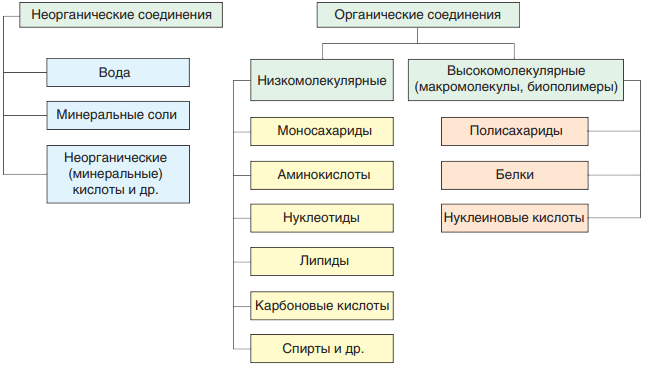 Неорганические соединения
Вода
Минеральные соли
Неорганические
(минеральные)
кислоты и др.
Органические соединения
Низкомолекулярные
Моносахариды
Аминокислоты
Нуклеотиды
Липиды
Карбоновые кислоты
Спирты и др.
Высокомолекулярные
(макромолекулы, биополимеры)
Полисахариды
Белки
Нуклеиновые кислоты